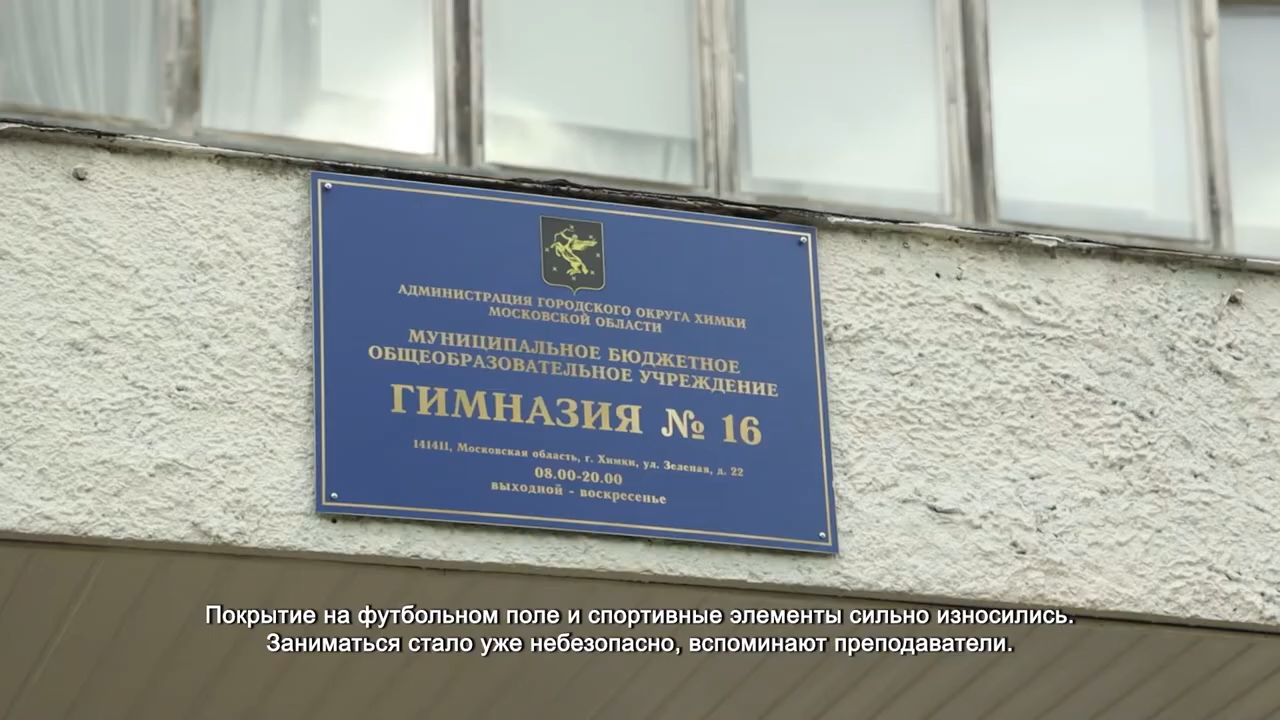 АДМИНИСТРАЦИЯ ГОРОДСКОГО ОКРУГА ХИМКИ
МОСКОВСКОЙ ОБЛАСТИ
МУНИЦИПАЛЬНОЕ БЮДЖЕТНОЕ
ОБЩЕОБРАЗОВАТЕЛЬНОЕ УЧРЕЖДЕНИЕ
ГИМНАЗИЯ № 16
141411, Московская область, г. Химки, ул. Зеленая, д. 22
08.00-20.00
выходной - воскресенье
Покрытие на футбольном поле и спортивные элементы сильно износились.
Заниматься стало уже небезопасно, вспоминают преподаватели.